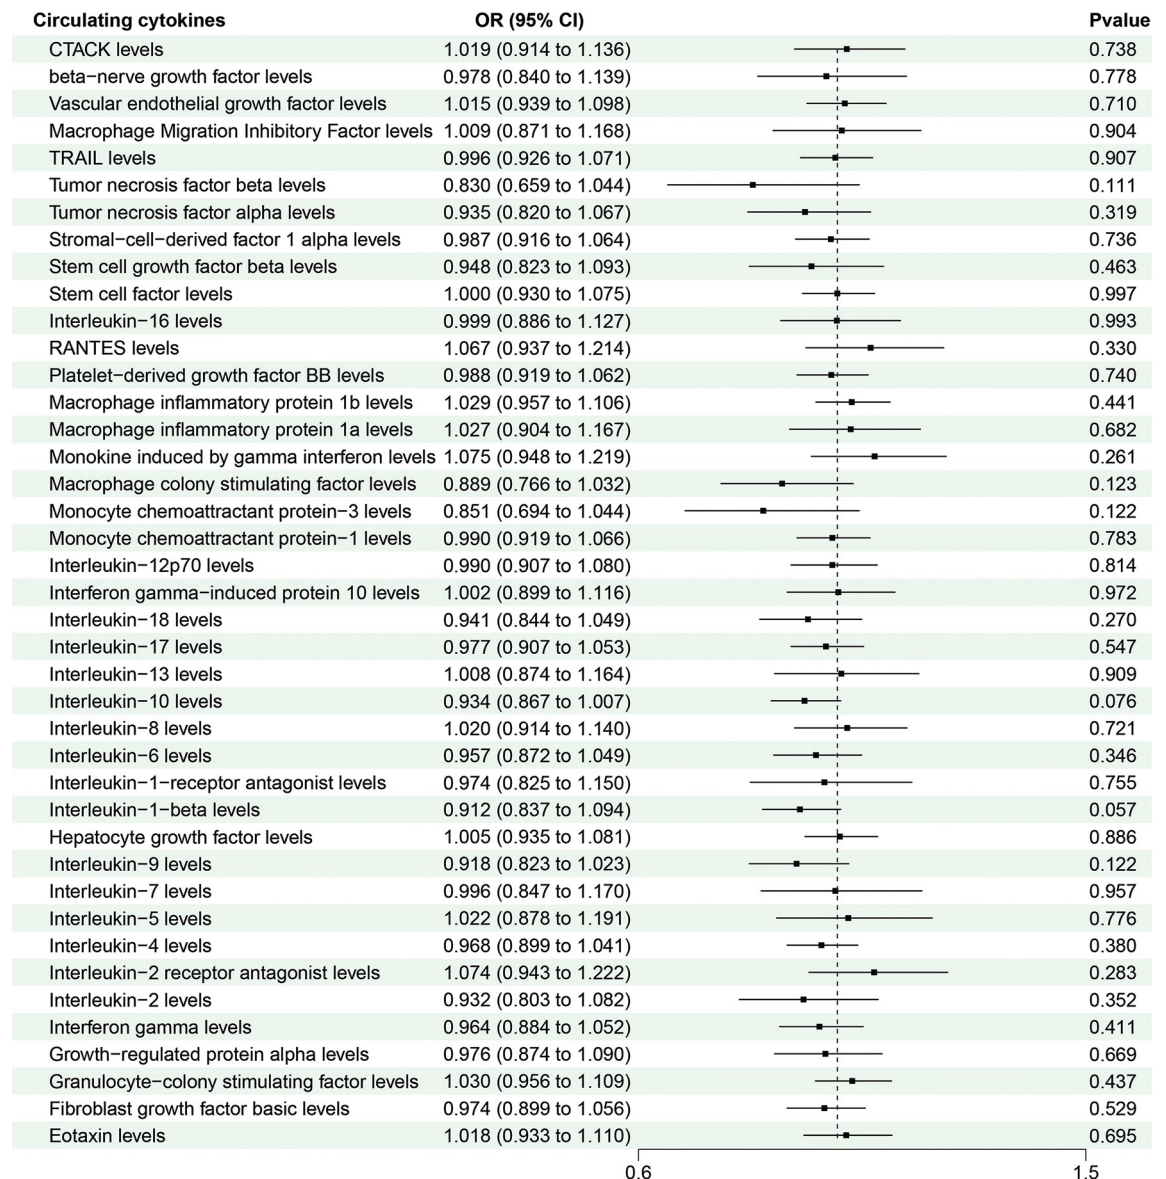 Circulating cytokines OR (95% CI) Pvalue
CTACK levels 1.019 (0.914 to 1.136) 0.738
beta−nerve growth factor levels 0.978 (0.840 to 1.139) 0.778
Vascular endothelial growth factor levels 1.015 (0.939 to 1.098) 0.710
Macrophage Migration Inhibitory Factor levels 1.009 (0.871 to 1.168) 0.904
TRAIL levels 0.996 (0.926 to 1.071) 0.907
Tumor necrosis factor beta levels 0.830 (0.659 to 1.044) 0.111
Tumor necrosis factor alpha levels 0.935 (0.820 to 1.067) 0.319
Stromal−cell−derived factor 1 alpha levels 0.987 (0.916 to 1.064) 0.736
Stem cell growth factor beta levels 0.948 (0.823 to 1.093) 0.463
Stem cell factor levels 1.000 (0.930 to 1.075) 0.997
Interleukin−16 levels 0.999 (0.886 to 1.127) 0.993
RANTES levels 1.067 (0.937 to 1.214) 0.330
Platelet−derived growth factor BB levels 0.988 (0.919 to 1.062) 0.740
Macrophage inflammatory protein 1b levels 1.029 (0.957 to 1.106) 0.441
Macrophage inflammatory protein 1a levels 1.027 (0.904 to 1.167) 0.682
Monokine induced by gamma interferon levels 1.075 (0.948 to 1.219) 0.261
Macrophage colony stimulating factor levels 0.889 (0.766 to 1.032) 0.123
Monocyte chemoattractant protein−3 levels 0.851 (0.694 to 1.044) 0.122
Monocyte chemoattractant protein−1 levels 0.990 (0.919 to 1.066) 0.783
Interleukin−12p70 levels 0.990 (0.907 to 1.080) 0.814
Interferon gamma−induced protein 10 levels 1.002 (0.899 to 1.116) 0.972
Interleukin−18 levels 0.941 (0.844 to 1.049) 0.270
Interleukin−17 levels 0.977 (0.907 to 1.053) 0.547
Interleukin−13 levels 1.008 (0.874 to 1.164) 0.909
Interleukin−10 levels 0.934 (0.867 to 1.007) 0.076
Interleukin−8 levels 1.020 (0.914 to 1.140) 0.721
Interleukin−6 levels 0.957 (0.872 to 1.049) 0.346
Interleukin−1−receptor antagonist levels 0.974 (0.825 to 1.150) 0.755
Interleukin−1−beta levels 0.912 (0.837 to 1.094) 0.057
Hepatocyte growth factor levels 1.005 (0.935 to 1.081) 0.886
Interleukin−9 levels 0.918 (0.823 to 1.023) 0.122
Interleukin−7 levels 0.996 (0.847 to 1.170) 0.957
Interleukin−5 levels 1.022 (0.878 to 1.191) 0.776
Interleukin−4 levels 0.968 (0.899 to 1.041) 0.380
Interleukin−2 receptor antagonist levels 1.074 (0.943 to 1.222) 0.283
Interleukin−2 levels 0.932 (0.803 to 1.082) 0.352
Interferon gamma levels 0.964 (0.884 to 1.052) 0.411
Growth−regulated protein alpha levels 0.976 (0.874 to 1.090) 0.669
Granulocyte−colony stimulating factor levels 1.030 (0.956 to 1.109) 0.437
Fibroblast growth factor basic levels 0.974 (0.899 to 1.056) 0.529
Eotaxin levels 1.018 (0.933 to 1.110) 0.695
0.6 1.5